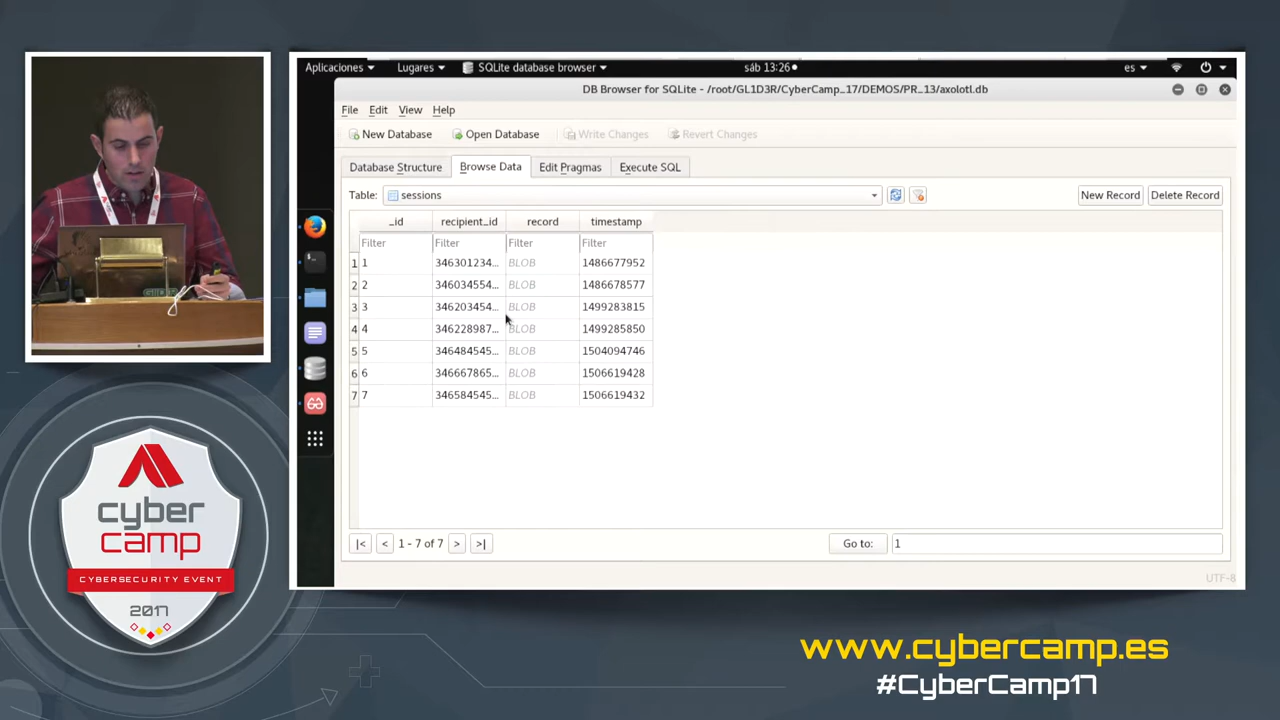 Aplicaciones Lugares SQLite database browser sáb 13:26 es
DB Browser for SQLite - /root/GL1D3R/CyberCamp_17/DEMOS/PR_13/axolotl.db
File Edit View Help
New Database Open Database Write Changes Revert Changes
Database Structure Browse Data Edit Pragmas Execute SQL
Table: sessions New Record Delete Record
_id recipient_id record timestamp
Filter Filter Filter Filter
1 1 346301234... BLOB 1486677952
2 2 346034554... BLOB 1486678577
3 3 346203454... BLOB 1499283815
4 4 346228987... BLOB 1499285850
5 5 346484545... BLOB 1504094746
6 6 346667865... BLOB 1506619428
7 7 346584545... BLOB 1506619432
|< < 1 - 7 of 7 > >| Go to: 1
UTF-8
cyber
camp
CYBERSECURITY EVENT
2017
www.cybercamp.es
#CyberCamp17